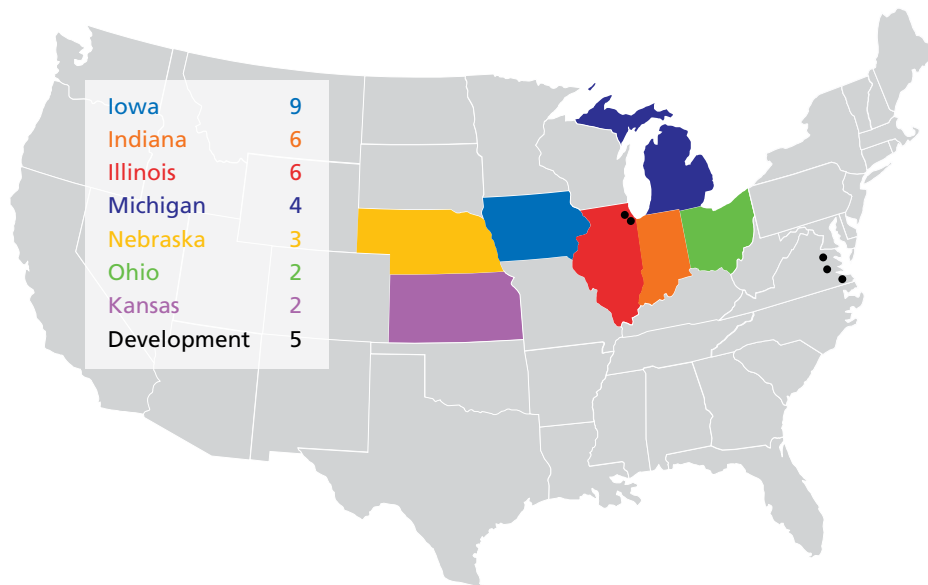 Iowa 9
Indiana 6
Illinois 6
Michigan 4
Nebraska 3
Ohio 2
Kansas 2
Development 5